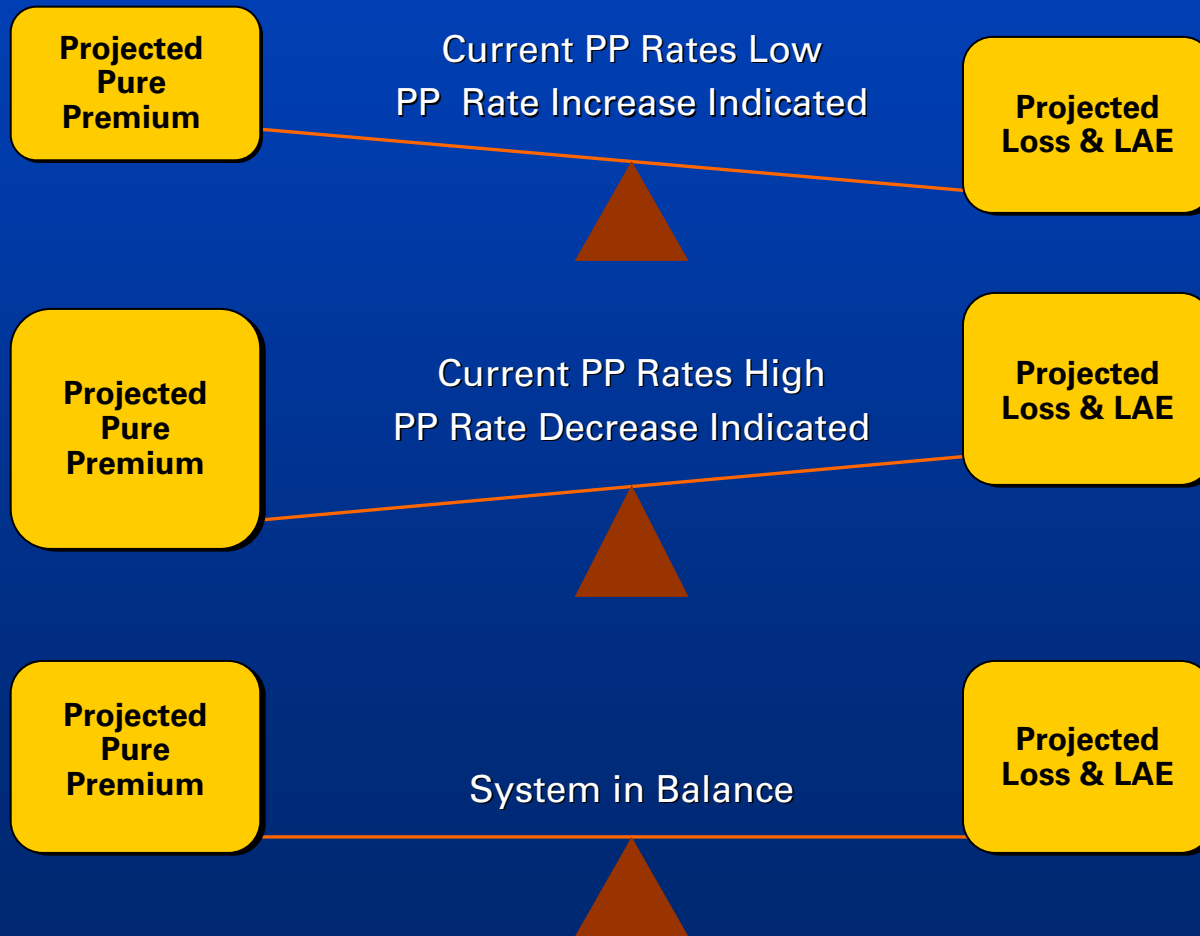 Projected
Pure
Premium
Current PP Rates Low
PP  Rate Increase Indicated
Projected
Loss & LAE
Projected
Pure
Premium
Current PP Rates High
PP Rate Decrease Indicated
Projected
Loss & LAE
Projected
Pure
Premium
System in Balance
Projected
Loss & LAE